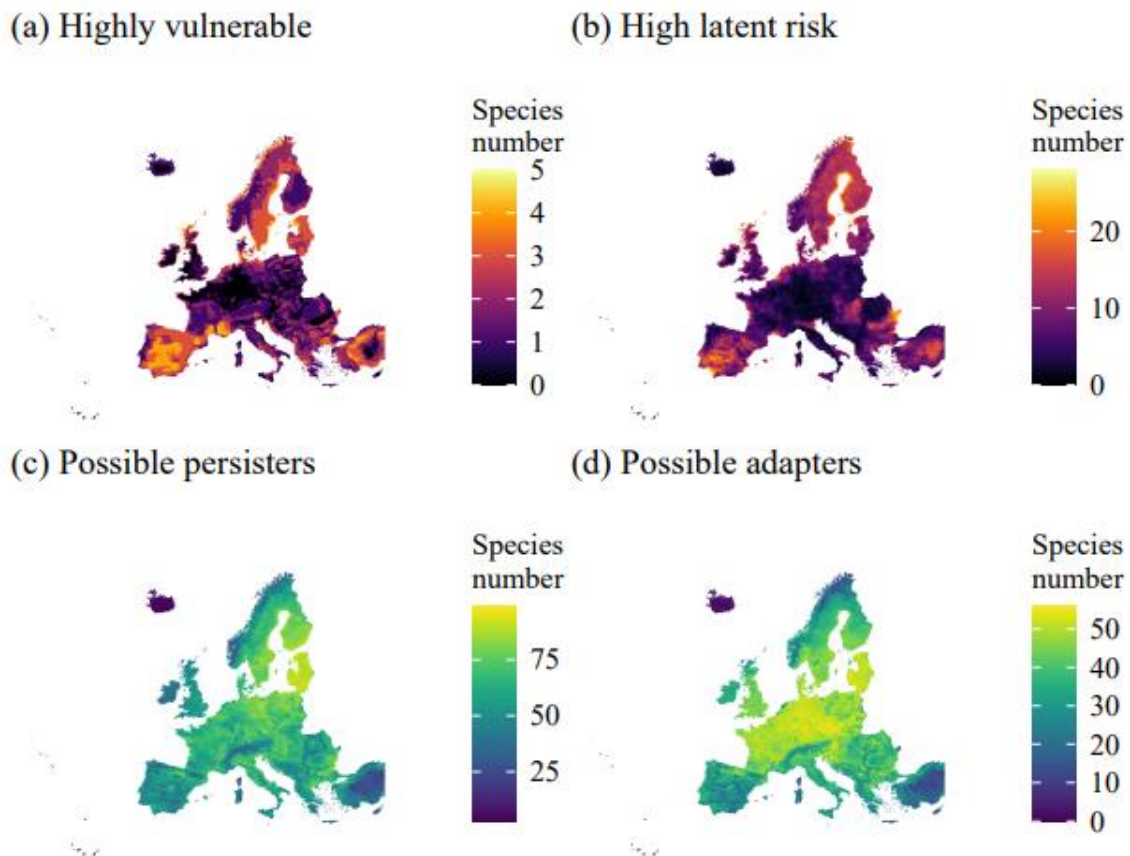 (a) Highly vulnerable
Species
number
5
4
3
2
1
0
(b) High latent risk
Species
number
20
10
0
(c) Possible persisters
Species
number
75
50
25
(d) Possible adapters
Species
number
50
40
30
20
10
0